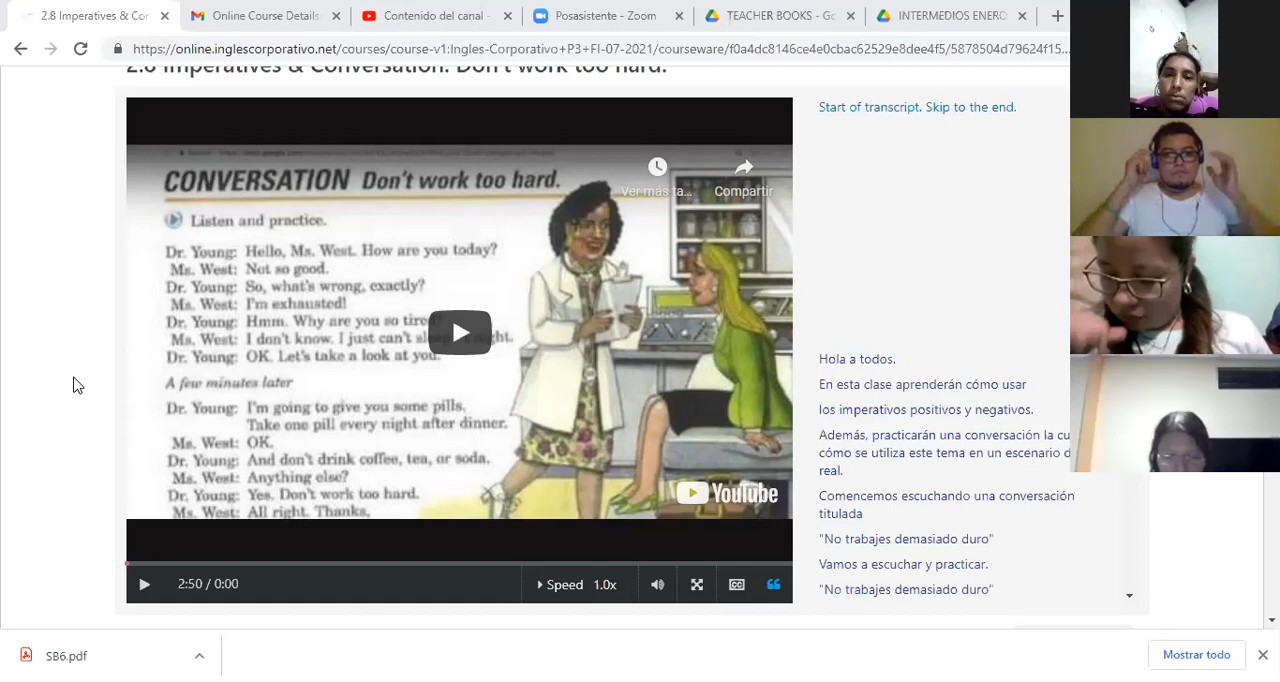 2.8 Imperatives & Cor
Online Course Details
Contenido del canal -
Posasistente - Zoom
TEACHER BOOKS - Go
INTERMEDIOS ENERO
https://online.inglescorporativo.net/courses/course-v1:Ingles-Corporativo+P3+FI-07-2021/courseware/f0a4dc8146ce4e0cbac62529e8dee4f5/5878504d79624f15...
2.8 Imperatives & Conversation: Don't work too hard.
CONVERSATION Don't work too hard.
Ver más ta...
Compartir
Listen and practice.
Dr. Young: Hello, Ms. West. How are you today?
Ms. West: Not so good.
Dr. Young: So, what's wrong, exactly?
Ms. West: I'm exhausted!
Dr. Young: Hmm. Why are you so tired
Ms. West: I don't know. I just can't night.
Dr. Young: OK. Let's take a look at you.
A few minutes later
Dr. Young: I'm going to give you some pills.
Take one pill every night after dinner.
Ms. West: OK.
Dr. Young: And don't drink coffee, tea, or soda.
Ms. West: Anything else?
Dr. Young: Yes. Don't work too hard.
Ms. West: All right. Thanks,
YouTube
2:50 / 0:00
Speed 1.0x
Start of transcript. Skip to the end.
Hola a todos.
En esta clase aprenderán cómo usar
los imperativos positivos y negativos.
Además, practicarán una conversación la cu
cómo se utiliza este tema en un escenario d
real.
Comencemos escuchando una conversación
titulada
"No trabajes demasiado duro"
Vamos a escuchar y practicar.
"No trabajes demasiado duro"
SB6.pdf
Mostrar todo